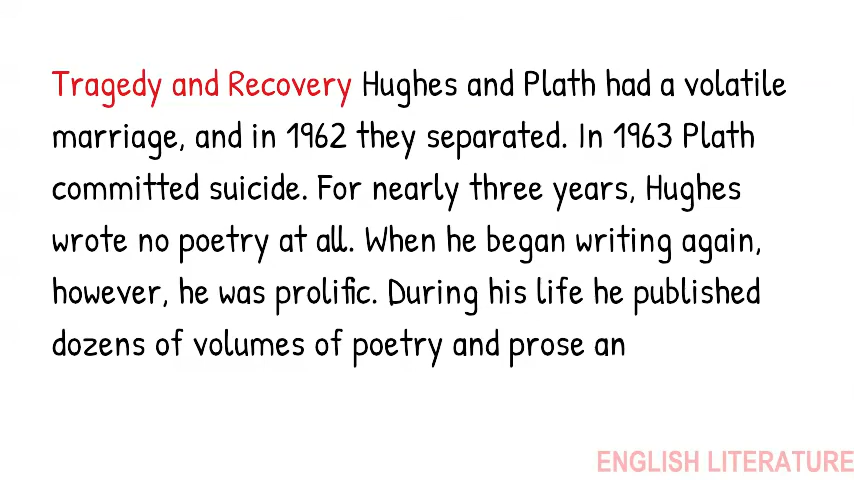 Tragedy and Recovery Hughes and Plath had a volatile
marriage, and in 1962 they separated. In 1963 Plath
committed suicide. For nearly three years, Hughes
wrote no poetry at all. When he began writing again,
however, he was prolific. During his life he published
dozens of volumes of poetry and prose an
ENGLISH LITERATURE